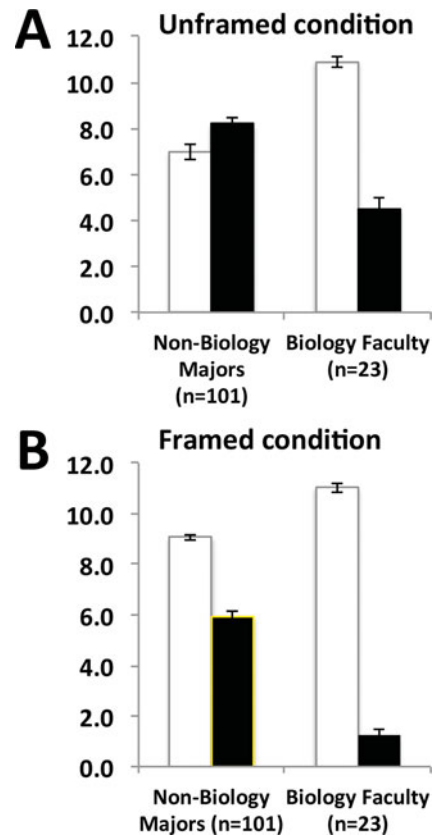 A Unframed condition
12.0
10.0
8.0
6.0
4.0
2.0
0.0
Non-Biology Biology Faculty
Majors (n=23)
(n=101)
B Framed condition
12.0
10.0
8.0
6.0
4.0
2.0
0.0
Non-Biology Biology Faculty
Majors (n=101) (n=23)